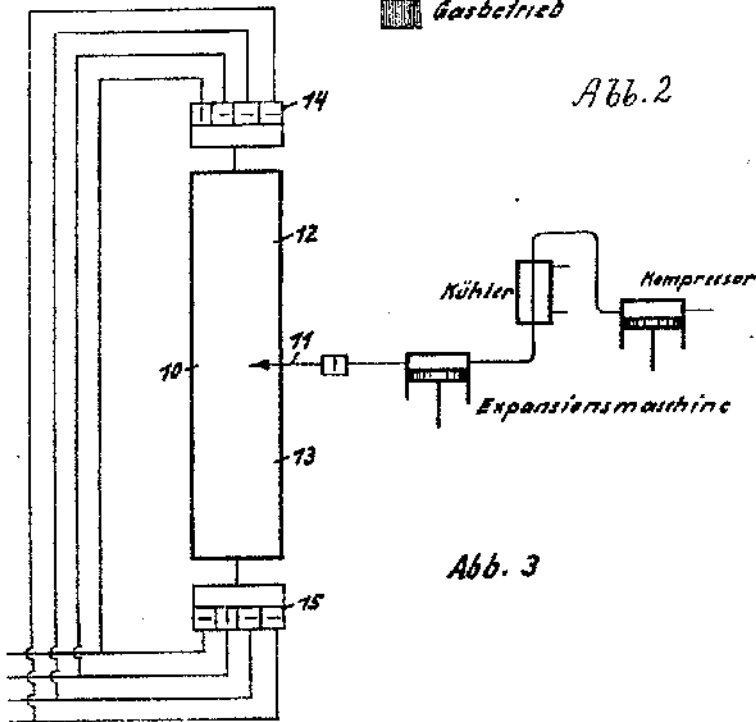 Gasbetrieb
Abb. 2
14
12
Kühler
Kompressor
11
10
Expansionsmaschine
13
Abb. 3
15